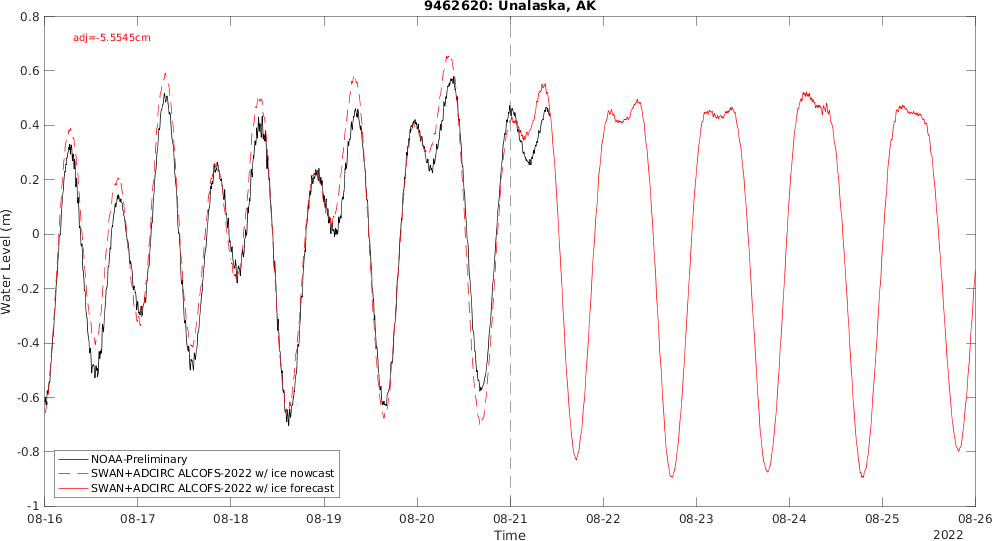 9462620: Unalaska, AK
adj=-5.5545cm
0.8
0.6
0.4
0.2
0
-0.2
-0.4
-0.6
-0.8
-1
Water Level (m)
NOAA-Preliminary
SWAN+ADCIRC ALCOFS-2022 w/ ice nowcast
SWAN+ADCIRC ALCOFS-2022 w/ ice forecast
08-16 08-17 08-18 08-19 08-20 08-21 08-22 08-23 08-24 08-25 08-26
Time
2022